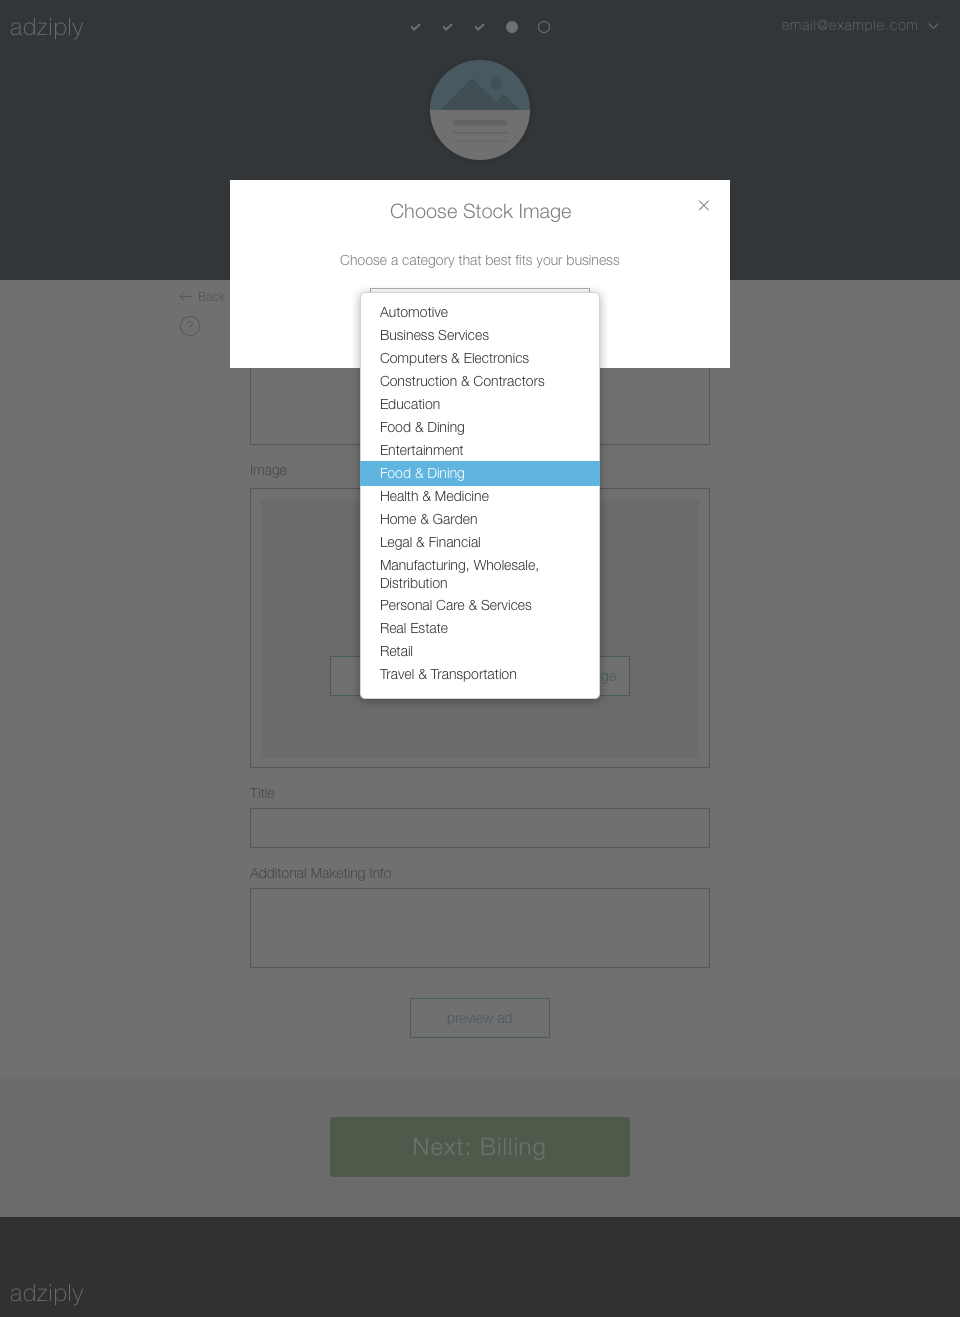 adziply
email@example.com
Choose Stock Image
Choose a category that best fits your business
Back
?
Automotive
Business Services
Computers & Electronics
Construction & Contractors
Education
Food & Dining
Entertainment
Image
Food & Dining
Health & Medicine
Home & Garden
Legal & Financial
Manufacturing, Wholesale,
Distribution
Personal Care & Services
Real Estate
Retail
Travel & Transportation
Title
Additonal Maketing Info
preview ad
Next: Billing
adziply